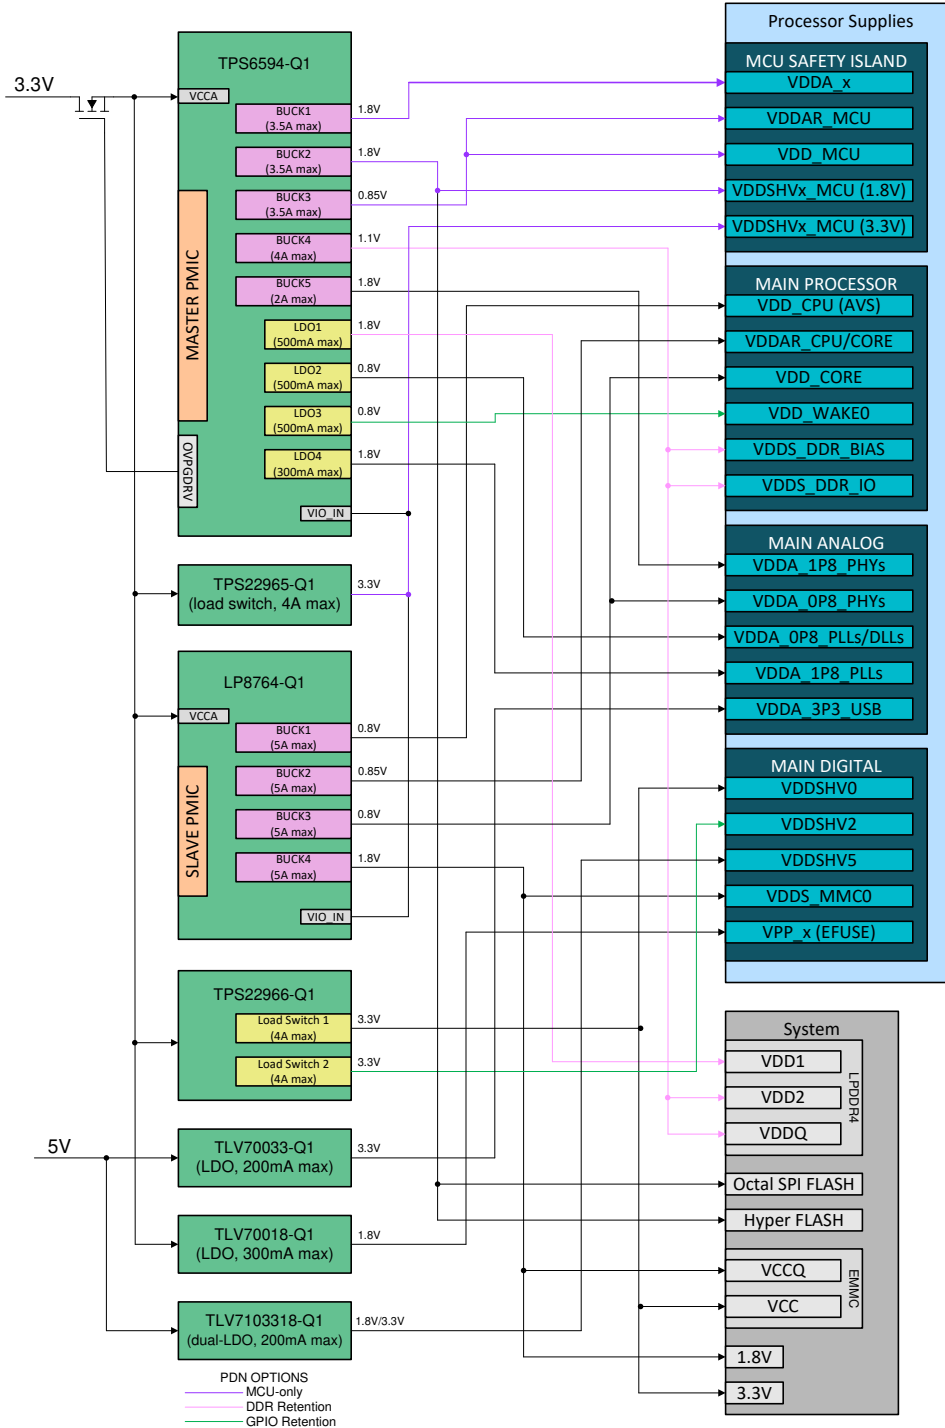 3.3V
TPS6594-Q1
VCCA
BUCK1
(3.5A max)
1.8V
BUCK2
(3.5A max)
1.8V
BUCK3
(3.5A max)
0.85V
BUCK4
(4A max)
1.1V
BUCK5
(2A max)
1.8V
LDO1
(500mA max)
1.8V
LDO2
(500mA max)
0.8V
LDO3
(500mA max)
0.8V
LDO4
(300mA max)
1.8V
MASTER PMIC
OVPGDRV
VIO_IN
TPS22965-Q1
(load switch, 4A max)
3.3V
LP8764-Q1
VCCA
BUCK1
(5A max)
0.8V
BUCK2
(5A max)
0.85V
BUCK3
(5A max)
0.8V
BUCK4
(5A max)
1.8V
SLAVE PMIC
VIO_IN
TPS22966-Q1
Load Switch 1
(4A max)
3.3V
Load Switch 2
(4A max)
3.3V
5V
TLV70033-Q1
(LDO, 200mA max)
3.3V
TLV70018-Q1
(LDO, 300mA max)
1.8V
TLV7103318-Q1
(dual-LDO, 200mA max)
1.8V/3.3V
PDN OPTIONS
MCU-only
DDR Retention
GPIO Retention
Processor Supplies
MCU SAFETY ISLAND
VDDA_x
VDDAR_MCU
VDD_MCU
VDDSHVx_MCU (1.8V)
VDDSHVx_MCU (3.3V)
MAIN PROCESSOR
VDD_CPU (AVS)
VDDAR_CPU/CORE
VDD_CORE
VDD_WAKE0
VDDS_DDR_BIAS
VDDS_DDR_IO
MAIN ANALOG
VDDA_1P8_PHYs
VDDA_0P8_PHYs
VDDA_0P8_PLLs/DLLs
VDDA_1P8_PLLs
VDDA_3P3_USB
MAIN DIGITAL
VDDSHV0
VDDSHV2
VDDSHV5
VDDS_MMC0
VPP_x (EFUSE)
System
VDD1
VDD2
VDDQ
LPDDR4
Octal SPI FLASH
Hyper FLASH
VCCQ
VCC
EMMC
1.8V
3.3V